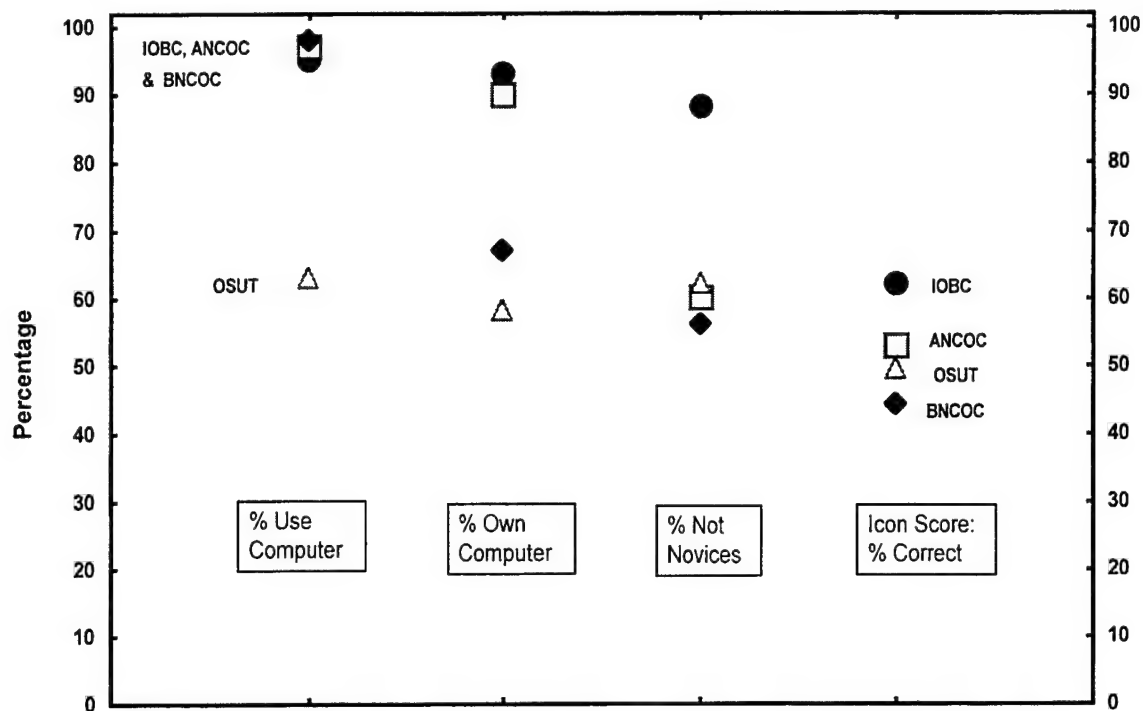 Percentage
100
90
80
70
60
50
40
30
20
10
0
IOBC, ANCOC
& BNCOC
OSUT
IOBC
ANCOC
OSUT
BNCOC
% Use
Computer
% Own
Computer
% Not
Novices
Icon Score:
% Correct
100
90
80
70
60
50
40
30
20
10
0